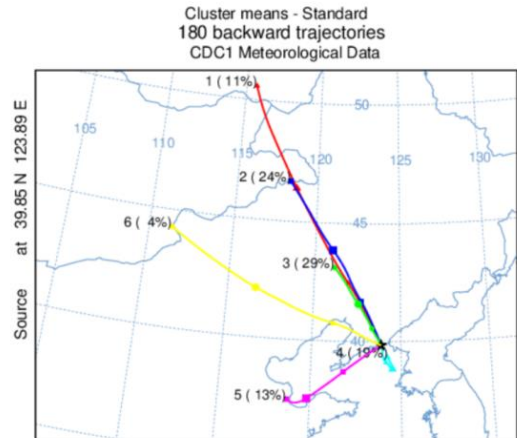 Cluster means - Standard
180 backward trajectories
CDC1 Meteorological Data
Source at 39.85 N 123.89 E
1 ( 11%)
50
105
110
115
120
125
130
2 ( 24%)
6 ( 4%)
45
3 ( 29%)
40
4 ( 19%)
5 ( 13%)